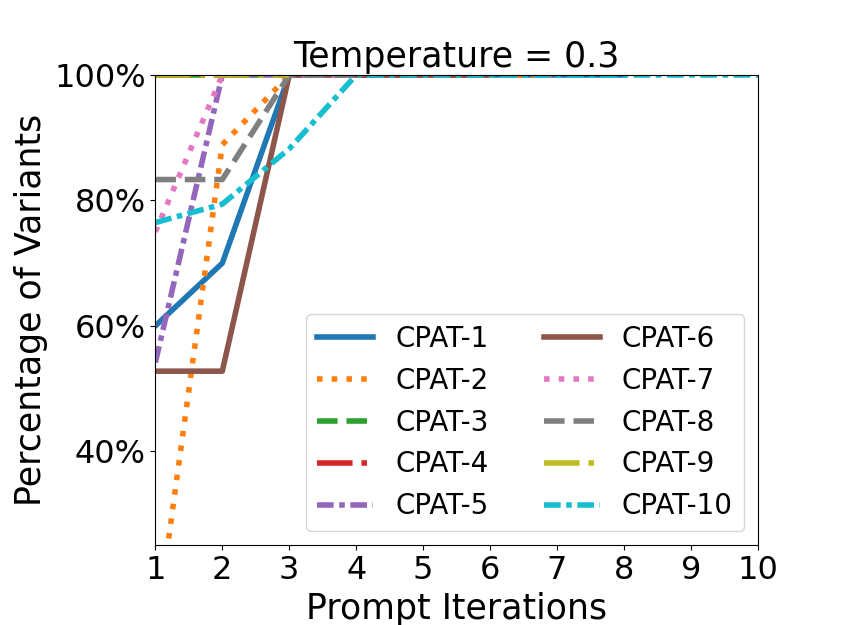 Temperature = 0.3
100%
80%
60%
40%
Percentage of Variants
CPAT-1
CPAT-2
CPAT-3
CPAT-4
CPAT-5
CPAT-6
CPAT-7
CPAT-8
CPAT-9
CPAT-10
1 2 3 4 5 6 7 8 9 10
Prompt Iterations